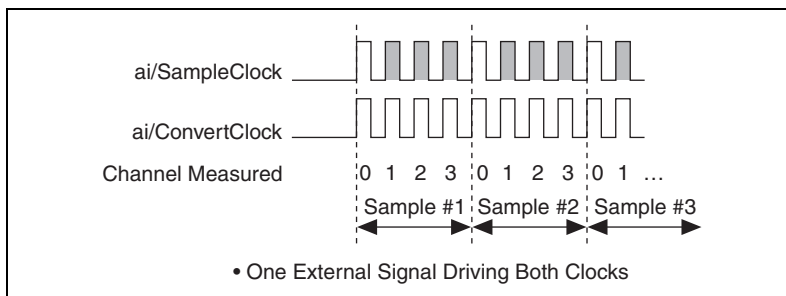 ai/SampleClock
ai/ConvertClock
Channel Measured 0 1 2 3 0 1 2 3 0 1 …
Sample #1 Sample #2 Sample #3
• One External Signal Driving Both Clocks